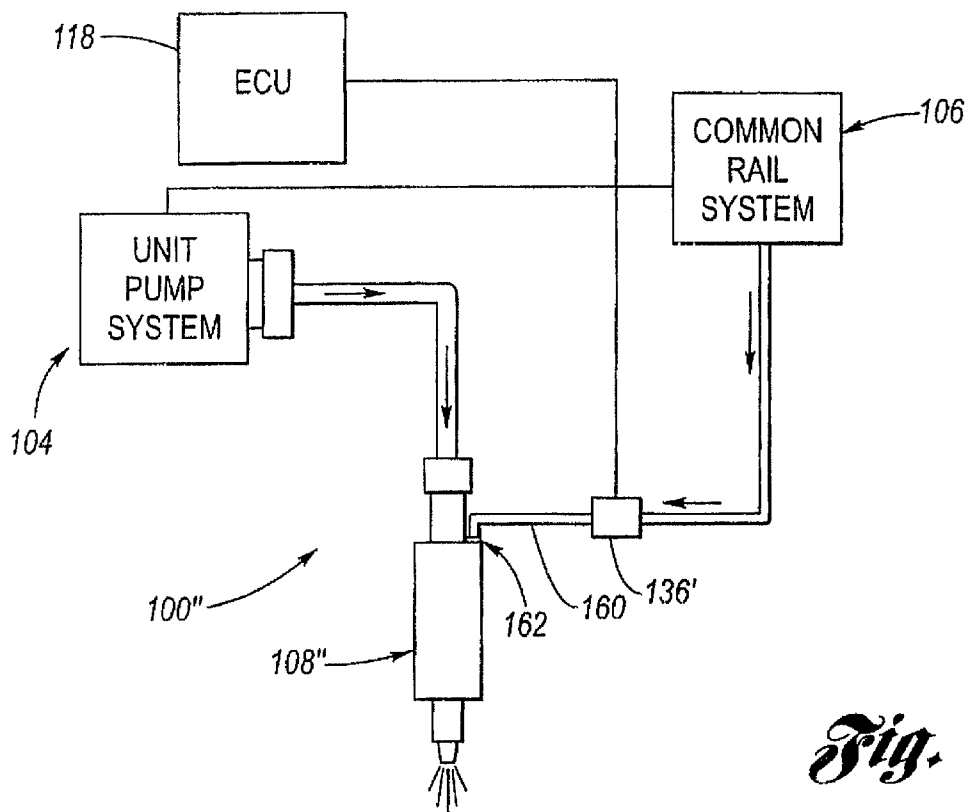 118
ECU
COMMON
RAIL
SYSTEM
106
UNIT
PUMP
SYSTEM
104
100"
108"
162
160
136'
Fig.